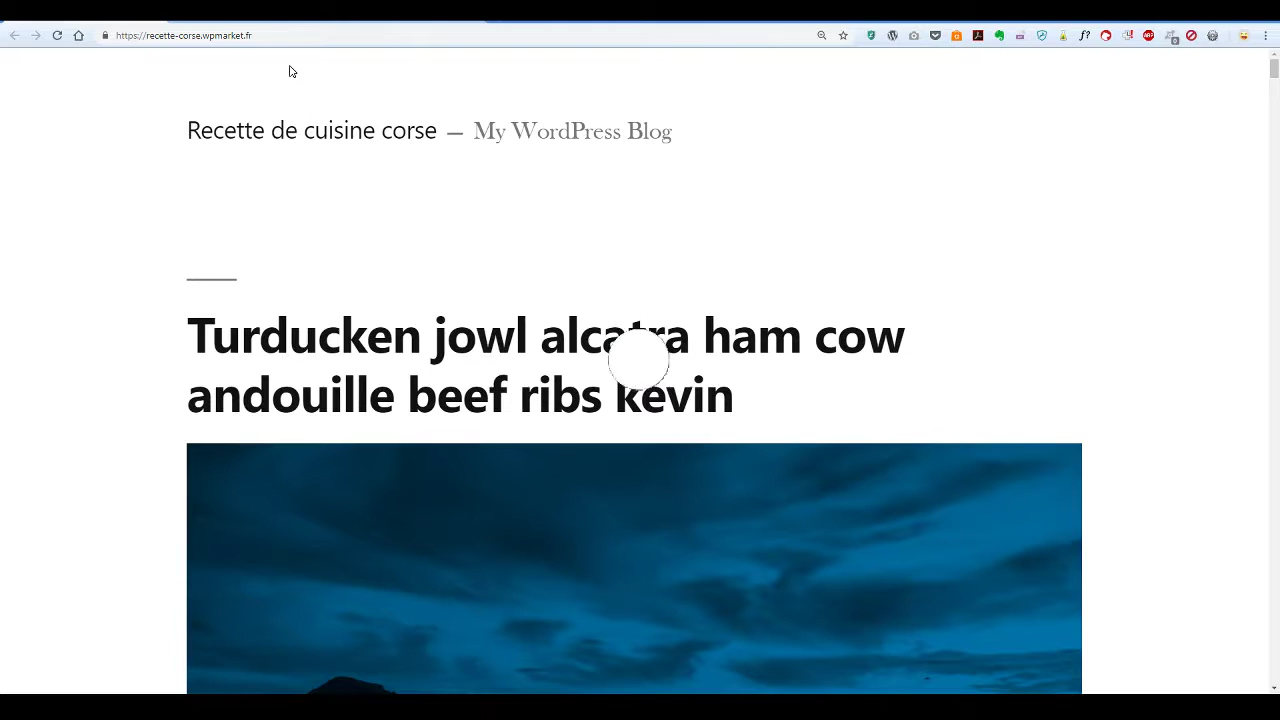 https://recette-corse.wpmarket.fr
Recette de cuisine corse — My WordPress Blog
Turducken jowl alcatra ham cow
andouille beef ribs kevin